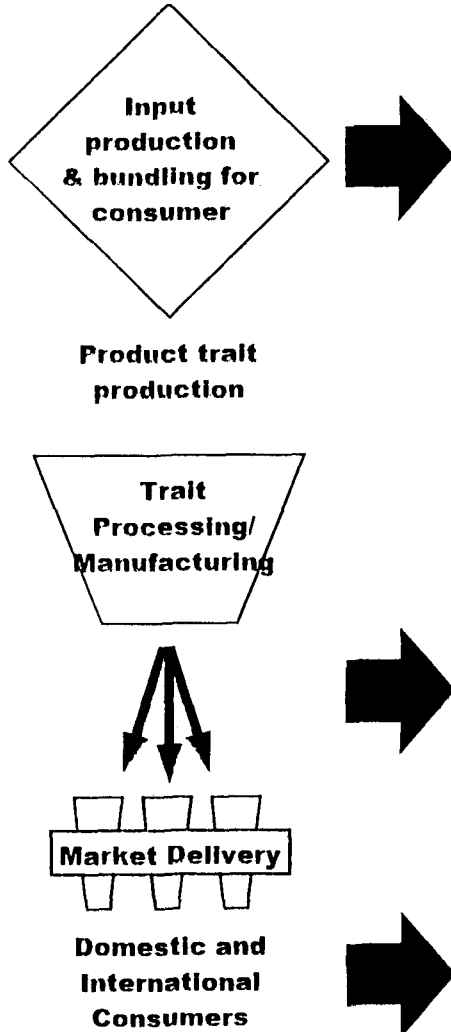 Input
production
& bundling for
consumer
Product trait
production
Trait
Processing/
Manufacturing
Market Delivery
Domestic and
International
Consumers